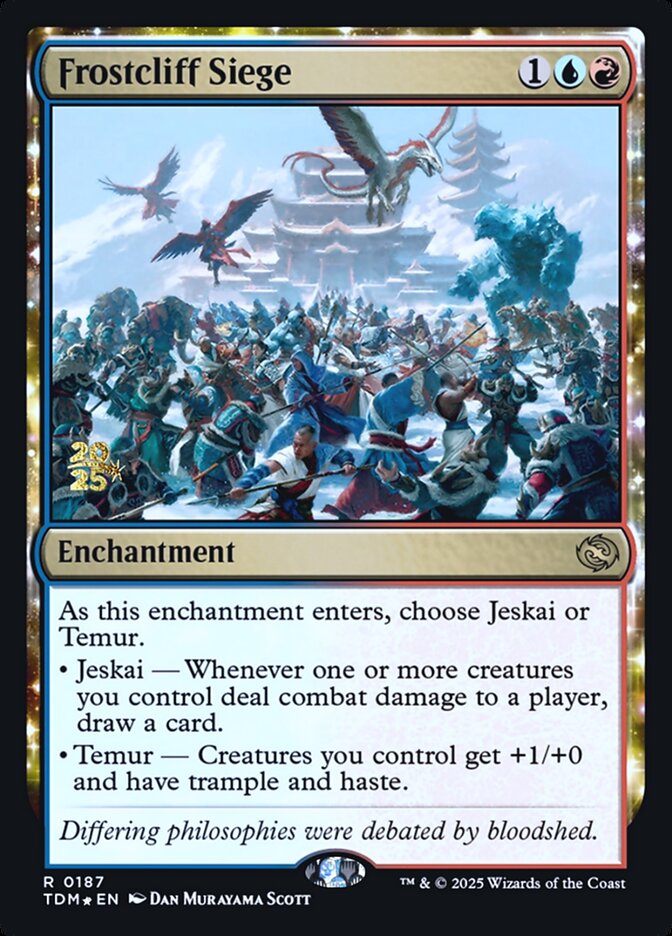 Frostcliff Siege 1
2025
Enchantment
As this enchantment enters, choose Jeskai or
Temur.
• Jeskai — Whenever one or more creatures
you control deal combat damage to a player,
draw a card.
• Temur — Creatures you control get +1/+0
and have trample and haste.
Differing philosophies were debated by bloodshed.
R 0187
TDM★EN Dan Murayama Scott
™ & © 2025 Wizards of the Coast